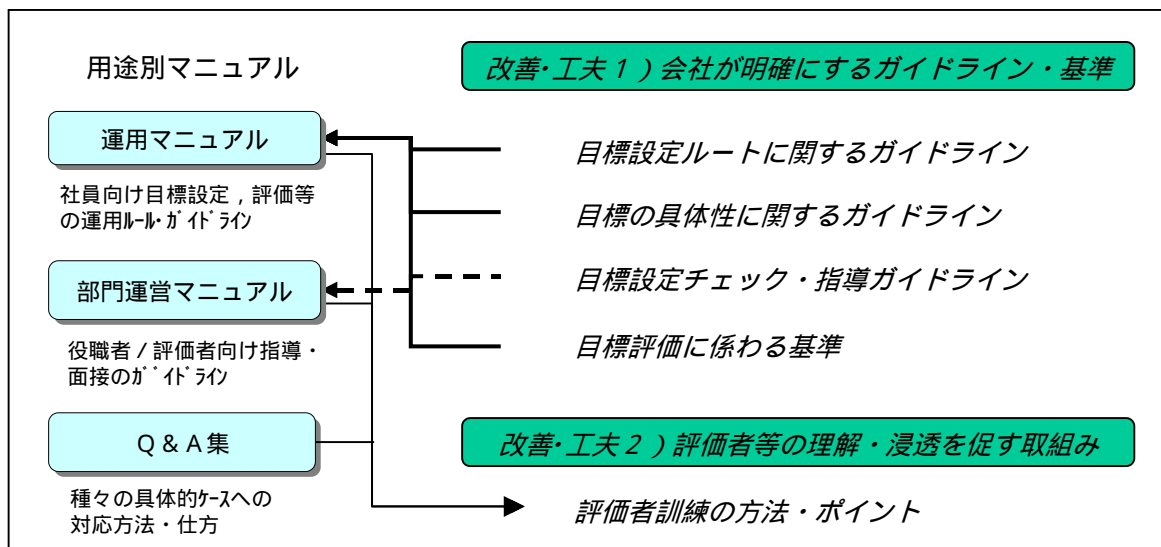 用途別マニュアル
改善・工夫1）会社が明確にするガイドライン・基準
運用マニュアル
社員向け目標設定，評価等
の運用ﾙｰﾙ・ｶﾞｲﾄﾞﾗｲﾝ
目標設定ルートに関するガイドライン
目標の具体性に関するガイドライン
部門運営マニュアル
役職者／評価者向け指導・
面接のｶﾞｲﾄﾞﾗｲﾝ
目標設定チェック・指導ガイドライン
目標評価に係わる基準
Q＆A集
種々の具体的ｹｰｽへの
対応方法・仕方
改善・工夫2）評価者等の理解・浸透を促す取組み
評価者訓練の方法・ポイント